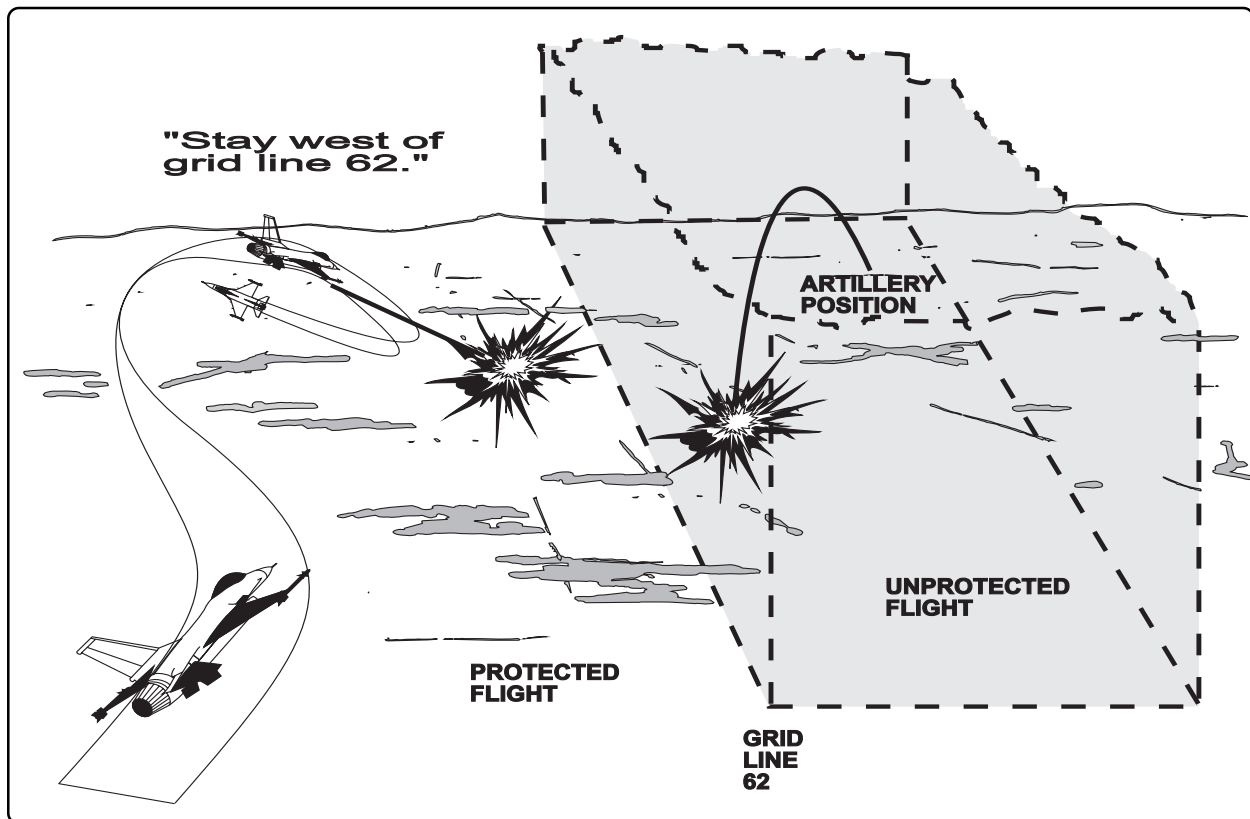 "Stay west of
grid line 62."
ARTILLERY
POSITION
UNPROTECTED
FLIGHT
PROTECTED
FLIGHT
GRID
LINE
62